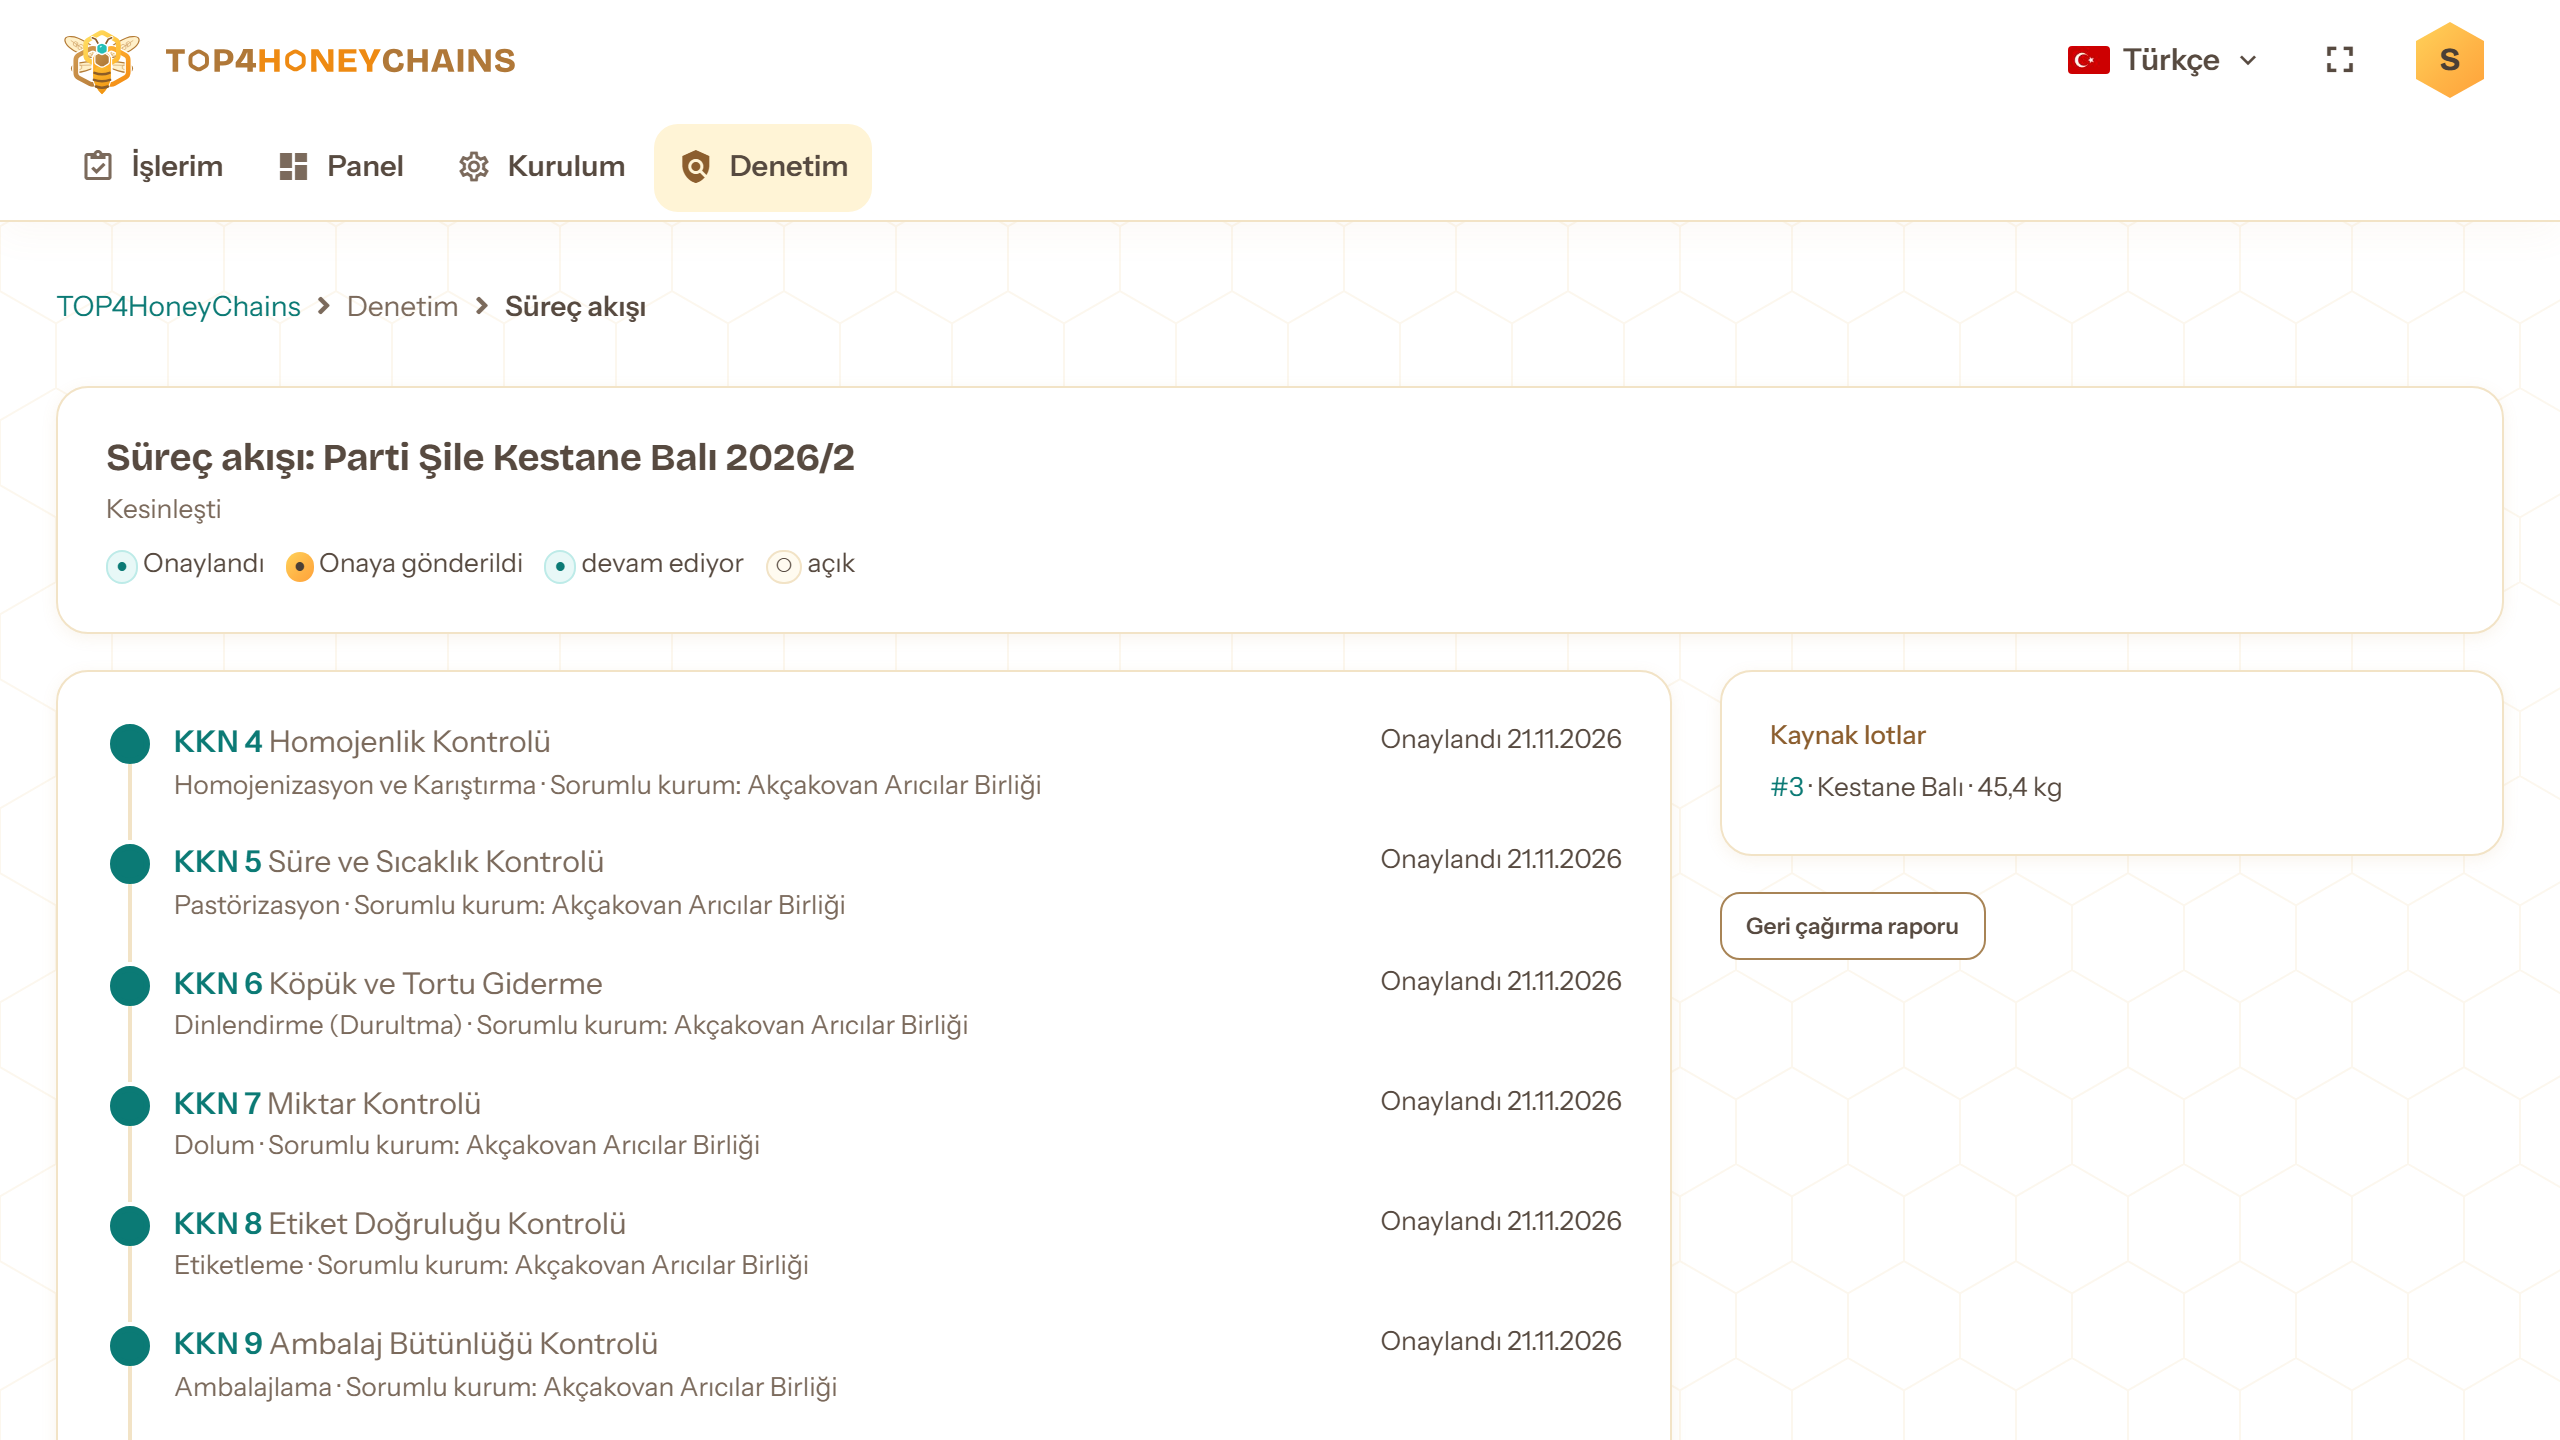 TOP4HONEYCHAINS
Türkçe
S
İşlerim
Panel
Kurulum
Denetim
TOP4HoneyChains > Denetim > Süreç akışı
Süreç akışı: Parti Şile Kestane Balı 2026/2
Kesinleşti
Onaylandı Onaya gönderildi devam ediyor açık
KKN 4 Homojenlik Kontrolü
Onaylandı 21.11.2026
Homojenizasyon ve Karıştırma · Sorumlu kurum: Akçakovan Arıcılar Birliği
KKN 5 Süre ve Sıcaklık Kontrolü
Onaylandı 21.11.2026
Pastörizasyon · Sorumlu kurum: Akçakovan Arıcılar Birliği
KKN 6 Köpük ve Tortu Giderme
Onaylandı 21.11.2026
Dinlendirme (Durultma) · Sorumlu kurum: Akçakovan Arıcılar Birliği
KKN 7 Miktar Kontrolü
Onaylandı 21.11.2026
Dolum · Sorumlu kurum: Akçakovan Arıcılar Birliği
KKN 8 Etiket Doğruluğu Kontrolü
Onaylandı 21.11.2026
Etiketleme · Sorumlu kurum: Akçakovan Arıcılar Birliği
KKN 9 Ambalaj Bütünlüğü Kontrolü
Onaylandı 21.11.2026
Ambalajlama · Sorumlu kurum: Akçakovan Arıcılar Birliği
Kaynak lotlar
#3 · Kestane Balı · 45,4 kg
Geri çağırma raporu